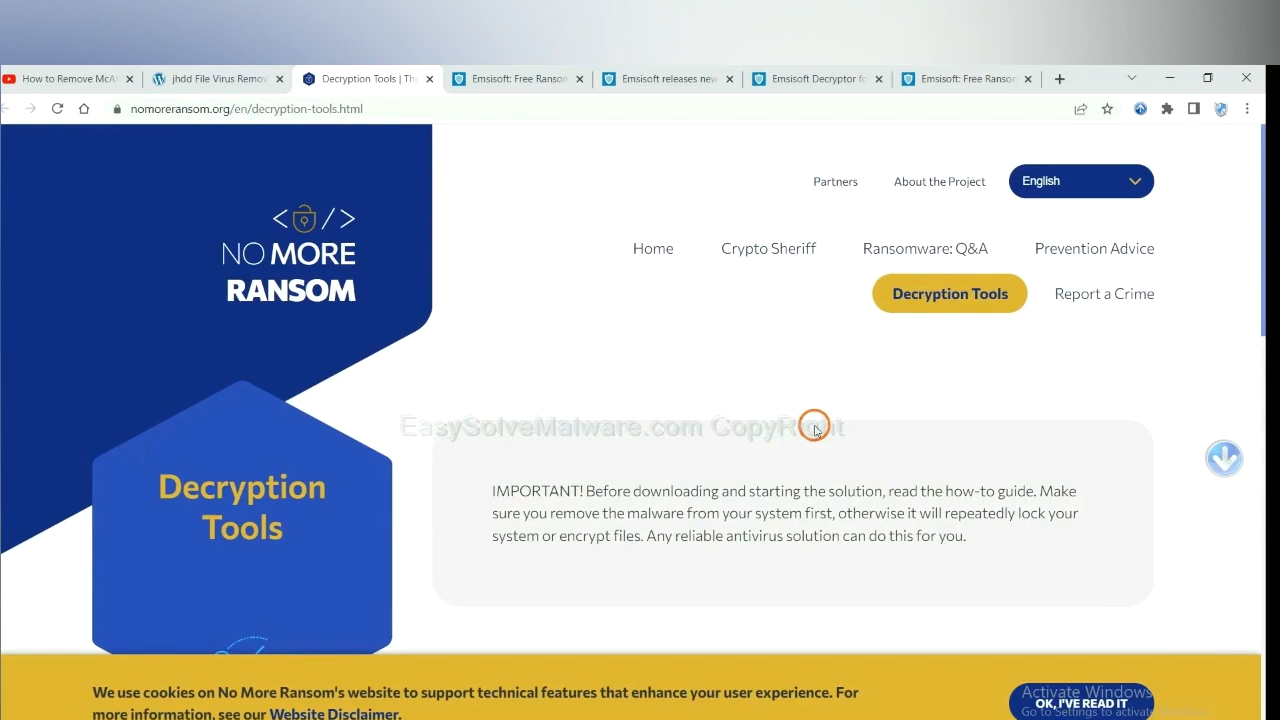 How to Remove McA
jhdd File Virus Remov
Decryption Tools | Th
Emsisoft: Free Ransom
Emsisoft releases new
Emsisoft Decryptor fo
Emsisoft: Free Ransom
nomoreransom.org/en/decryption-tools.html
Partners
About the Project
English
NO MORE
RANSOM
Home
Crypto Sheriff
Ransomware: Q&A
Prevention Advice
Decryption Tools
Report a Crime
EasySolveMalware.com CopyRight
Decryption
Tools
IMPORTANT! Before downloading and starting the solution, read the how-to guide. Make
sure you remove the malware from your system first, otherwise it will repeatedly lock your
system or encrypt files. Any reliable antivirus solution can do this for you.
We use cookies on No More Ransom's website to support technical features that enhance your user experience. For
more information, see our Website Disclaimer.
OK, I'VE READ IT
Activate Windows
Go to Settings to activate